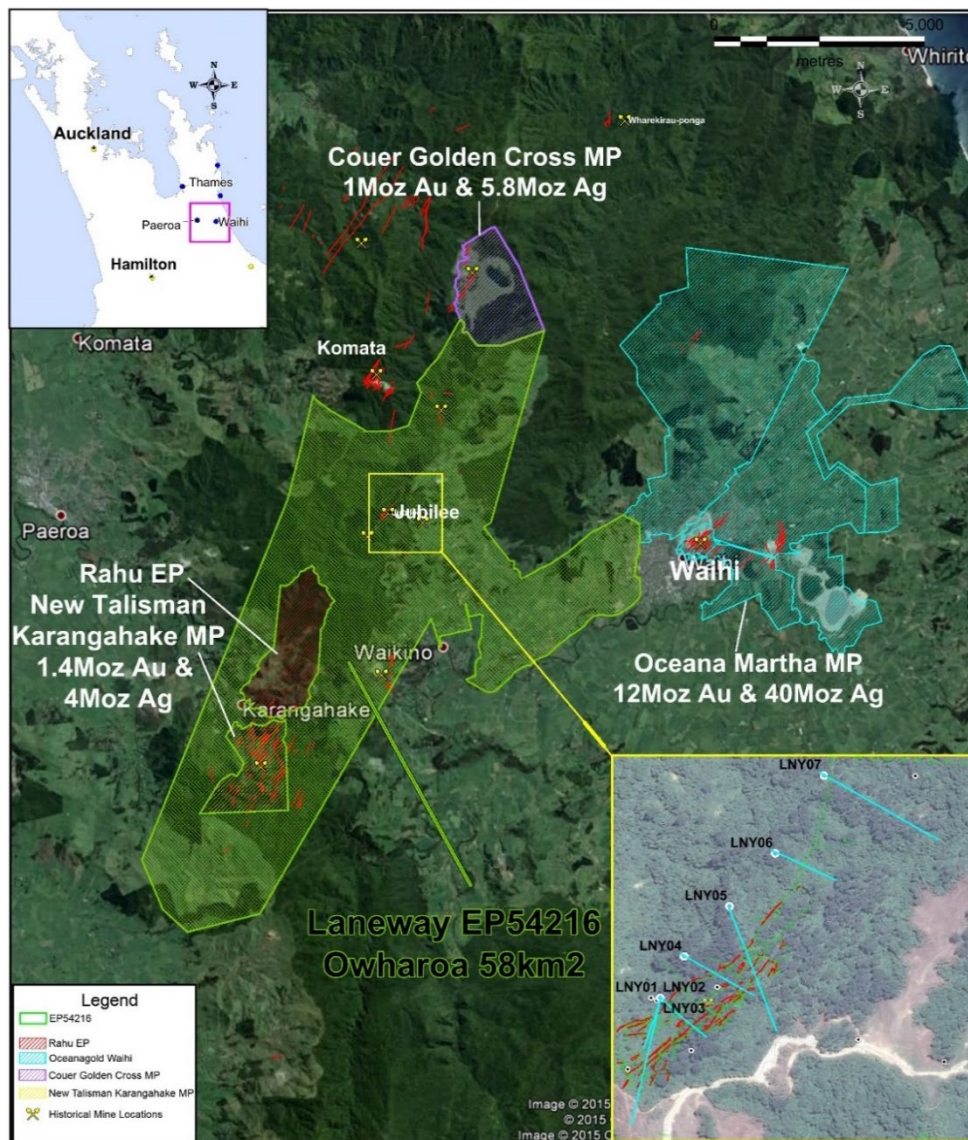 0
5,000
metres
Whirito
N
W E
S
N
W E
S
Auckland
Thames
Paeroa
Waihi
Hamilton
Wharekirau-ponga
Couer Golden Cross MP
1Moz Au & 5.8Moz Ag
Komata
Komata
Jubilee
Paeroa
Rahu EP
New Talisman
Karangahake MP
1.4Moz Au &
4Moz Ag
Waihi
Waikino
Oceana Martha MP
12Moz Au & 40Moz Ag
Karangahake
Laneway EP54216
Owharoa 58km2
LNY07
LNY06
LNY05
LNY04
LNY01
LNY02
LNY03
Legend
EP54216
Rahu EP
Oceanagold Waihi
Couer Golden Cross MP
New Talisman Karangahake MP
Historical Mine Locations
Image © 2015
© 2015
Image © 2015